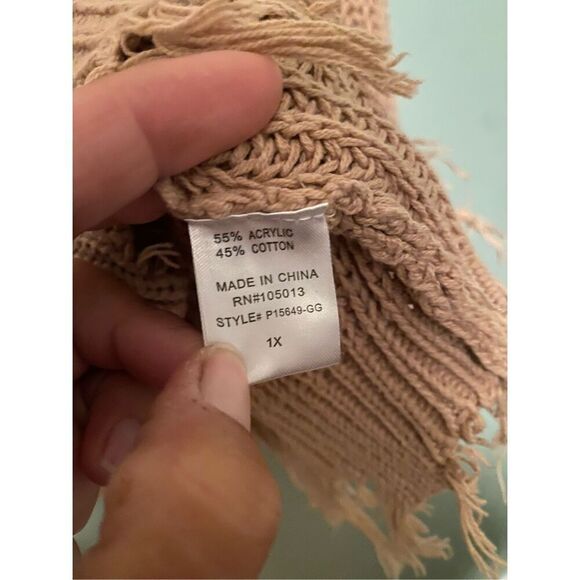 55% ACRYLIC
45% COTTON
MADE IN CHINA
RN#105013
STYLE# P15649-GG
1X